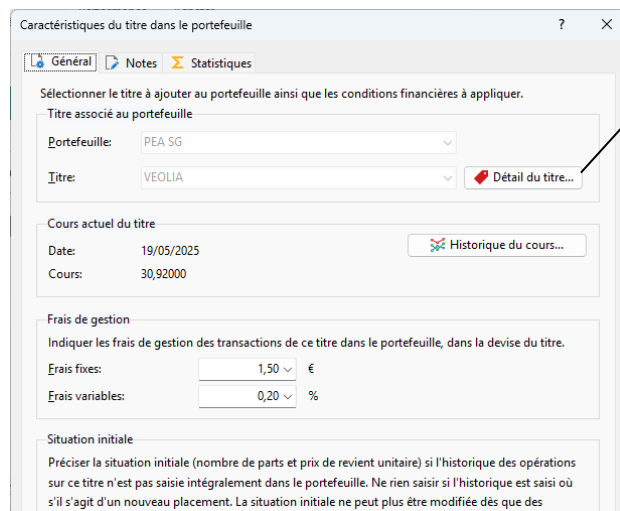 Caractéristiques du titre dans le portefeuille
Général Notes Statistiques
Sélectionner le titre à ajouter au portefeuille ainsi que les conditions financières à appliquer.
Titre associé au portefeuille
Portefeuille: PEA SG
Titre: VEOLIA Détail du titre...
Cours actuel du titre
Date: 19/05/2025 Historique du cours...
Cours: 30,92000
Frais de gestion
Indiquer les frais de gestion des transactions de ce titre dans le portefeuille, dans la devise du titre.
Frais fixes: 1,50 €
Frais variables: 0,20 %
Situation initiale
Préciser la situation initiale (nombre de parts et prix de revient unitaire) si l'historique des opérations
sur ce titre n'est pas saisie intégralement dans le portefeuille. Ne rien saisir si l'historique est saisi où
s'il s'agit d'un nouveau placement. La situation initiale ne peut plus être modifiée dès que des